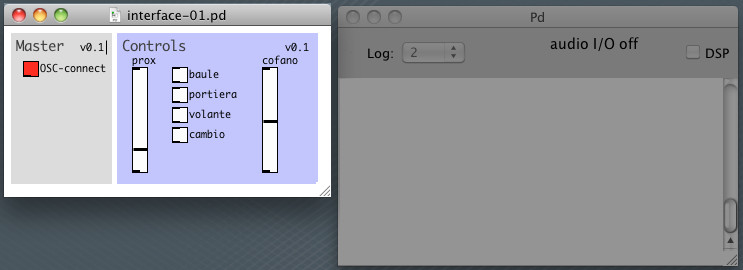 interface-01.pd
Master v0.1
OSC-connect
Controls v0.1
prox
cofano
baule
portiera
volante
cambio
Pd
Log: 2
audio I/O off
DSP